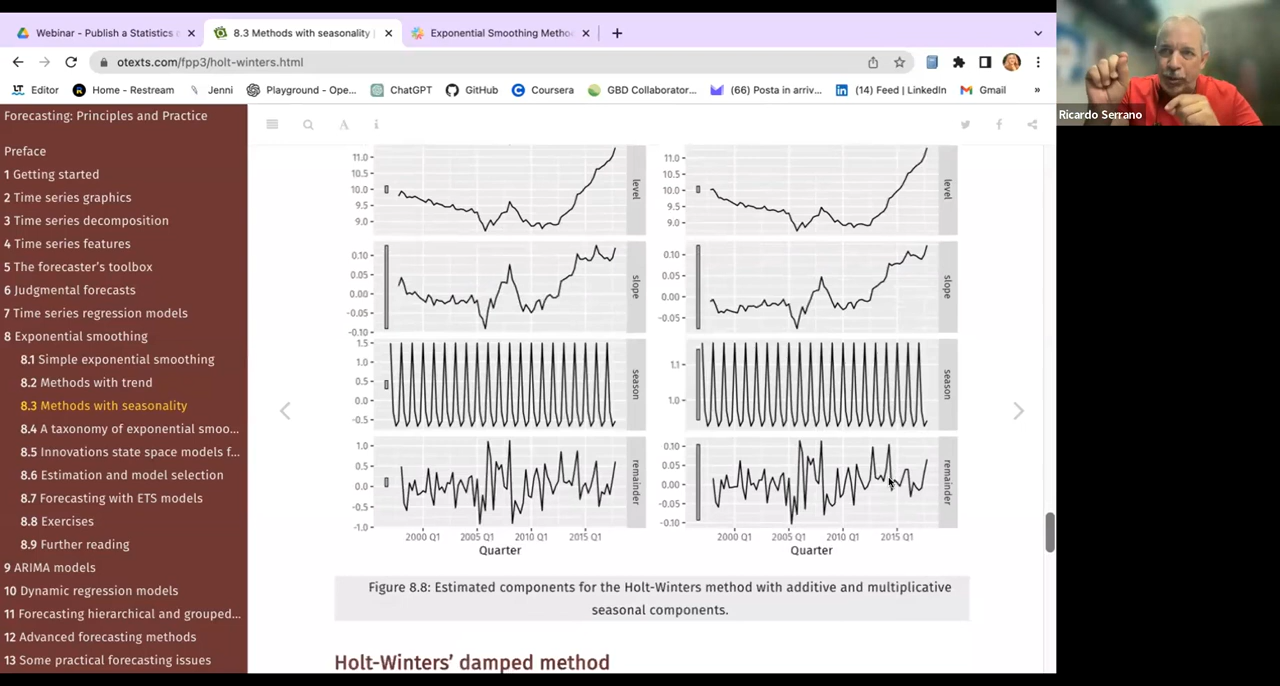 Webinar - Publish a Statistics
8.3 Methods with seasonality |
Exponential Smoothing Metho
otexts.com/fpp3/holt-winters.html
LT Editor
R Home - Restream
Jenni
Playground - Ope...
ChatGPT
GitHub
C Coursera
GBD Collaborator...
(66) Posta in arriv...
in (14) Feed | LinkedIn
Gmail
»
Ricardo Serrano
Forecasting: Principles and Practice
Preface
1 Getting started
2 Time series graphics
3 Time series decomposition
4 Time series features
5 The forecaster's toolbox
6 Judgmental forecasts
7 Time series regression models
8 Exponential smoothing
8.1 Simple exponential smoothing
8.2 Methods with trend
8.3 Methods with seasonality
8.4 A taxonomy of exponential smoo...
8.5 Innovations state space models f...
8.6 Estimation and model selection
8.7 Forecasting with ETS models
8.8 Exercises
8.9 Further reading
9 ARIMA models
10 Dynamic regression models
11 Forecasting hierarchical and grouped...
12 Advanced forecasting methods
13 Some practical forecasting issues
A
i
11.0
10.5
10.0
9.5
9.0
level
0.10
0.05
0.00
-0.05
-0.10
slope
1.5
1.0
0.5
0.0
-0.5
season
1.0
0.5
0.0
-0.5
-1.0
remainder
2000 Q1 2005 Q1 2010 Q1 2015 Q1
Quarter
11.0
10.5
10.0
9.5
9.0
level
0.10
0.05
0.00
-0.05
slope
1.1
1.0
season
0.10
0.05
0.00
-0.05
-0.10
remainder
2000 Q1 2005 Q1 2010 Q1 2015 Q1
Quarter
Figure 8.8: Estimated components for the Holt-Winters method with additive and multiplicative
seasonal components.
Holt-Winters' damped method